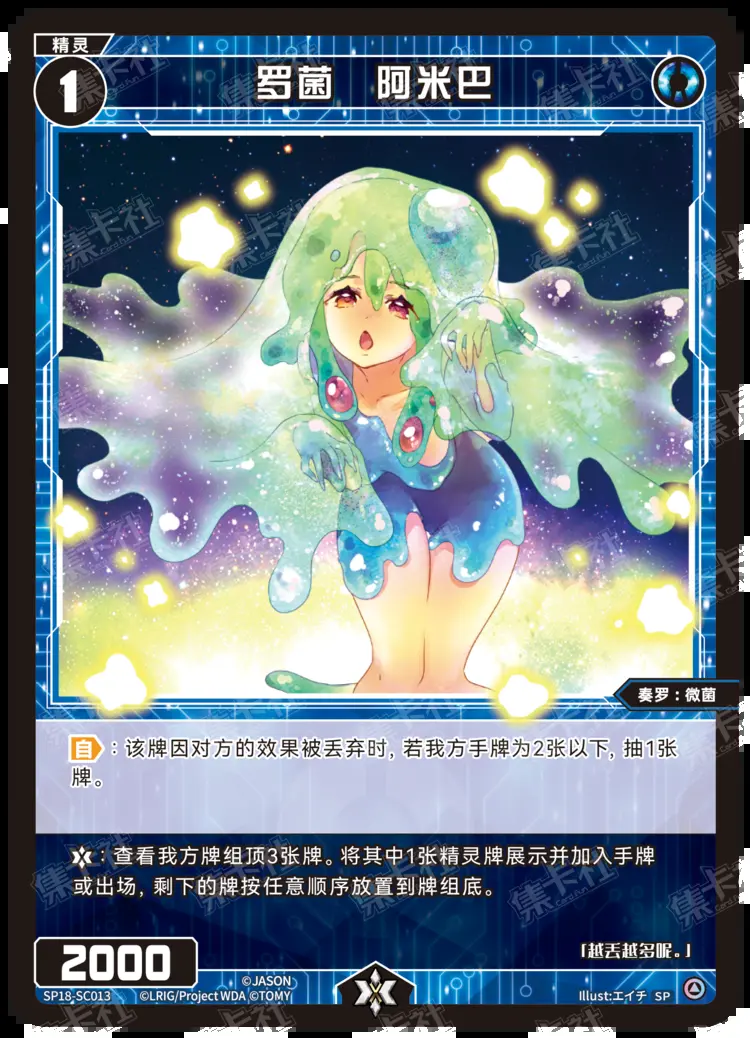 精灵
1
罗菌 阿米巴
奏罗：微菌
自：该牌因对方的效果被丢弃时, 若我方手牌为2张以下, 抽1张
牌。
：查看我方牌组顶3张牌。将其中1张精灵牌展示并加入手牌
或出场, 剩下的牌按任意顺序放置到牌组底。
「越丢越多呢。」
2000
©JASON
SP18-SC013 ©LRIG/Project WDA ©TOMY
Illust:エイチ SP
集卡社